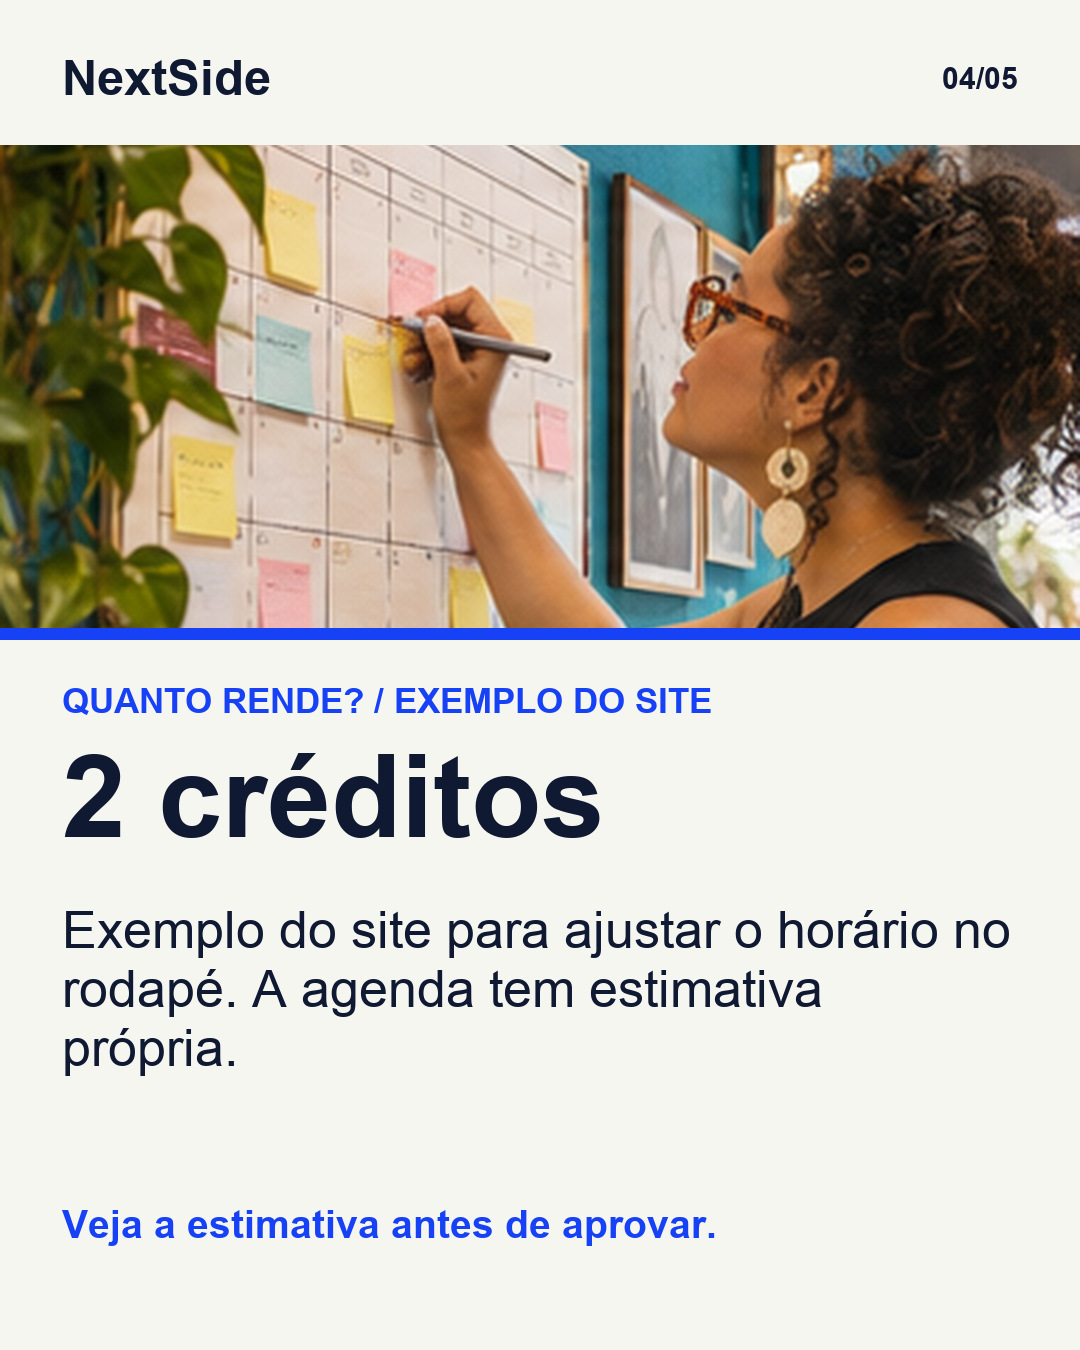 NextSide
04/05
QUANTO RENDE? / EXEMPLO DO SITE
2 créditos
Exemplo do site para ajustar o horário no
rodapé. A agenda tem estimativa
própria.
Veja a estimativa antes de aprovar.